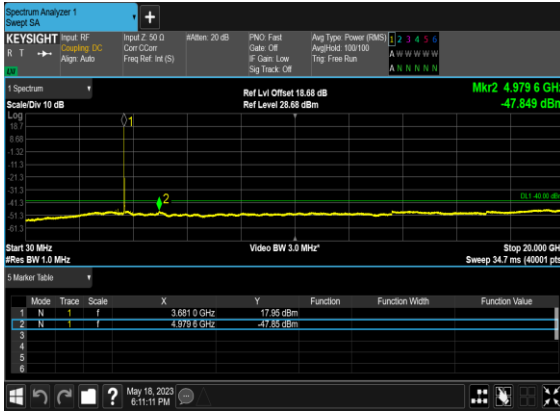 Spectrum Analyzer 1
Swept SA
+
KEYSIGHT Input: RF Input Z: 50 Ω #Atten: 20 dB PNO: Fast Avg Type: Power (RMS) 1 2 3 4 5 6
R T Coupling: DC Corr CCorr Gate: Off Avg|Hold: 100/100 A W W W W W
Align: Auto Freq Ref: Int (S) IF Gain: Low Trig: Free Run
Sig Track: Off A N N N N N
1 Spectrum Ref Lvl Offset 18.68 dB Mkr2 4.979 6 GHz
Scale/Div 10 dB Ref Level 28.68 dBm -47.849 dBm
Log
18.7
8.68
-1.32
-11.3
-21.3
-31.3
-41.3
-51.3
-61.3
1
2
DL1 -40.00 dBm
Start 30 MHz Video BW 3.0 MHz* Stop 20.000 GHz
#Res BW 1.0 MHz Sweep 34.7 ms (40001 pts)
5 Marker Table
Mode Trace Scale X Y Function Function Width Function Value
1 N 1 f 3.681 0 GHz 17.95 dBm
2 N 1 f 4.979 6 GHz -47.85 dBm
3
4
5
6
? May 18, 2023
6:11:11 PM